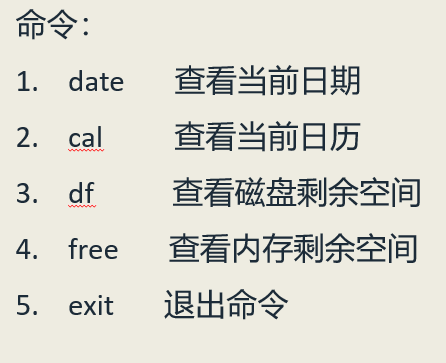 命令：
1. date 查看当前日期
2. cal 查看当前日历
3. df 查看磁盘剩余空间
4. free 查看内存剩余空间
5. exit 退出命令